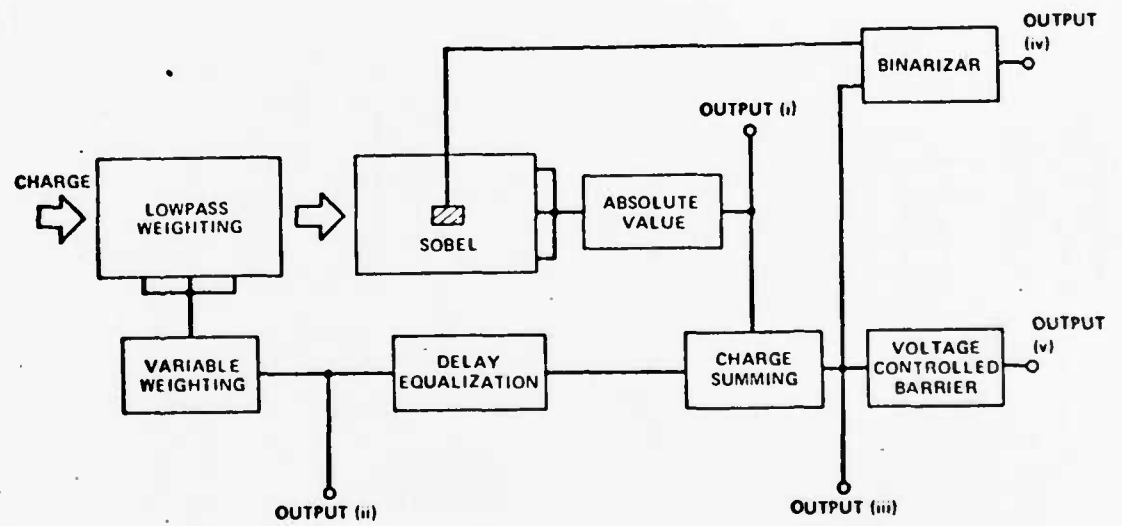 OUTPUT
(iv)
BINARIZAR
OUTPUT (i)
CHARGE
LOWPASS
WEIGHTING
SOBEL
ABSOLUTE
VALUE
VARIABLE
WEIGHTING
DELAY
EQUALIZATION
CHARGE
SUMMING
VOLTAGE
CONTROLLED
BARRIER
OUTPUT
(v)
OUTPUT (ii)
OUTPUT (iii)